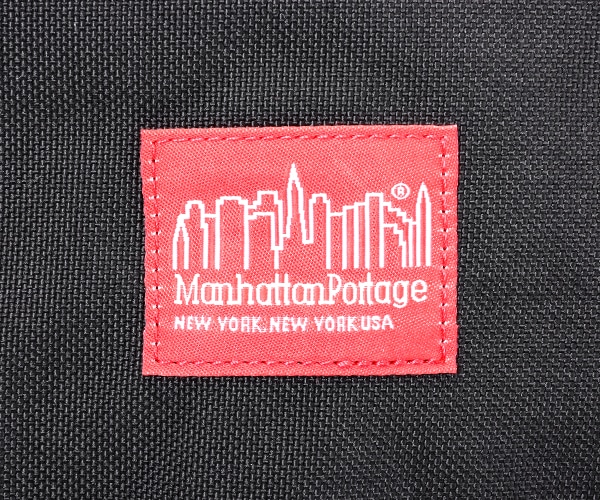 ®
ManhattanPortage
NEW YORK, NEW YORK USA